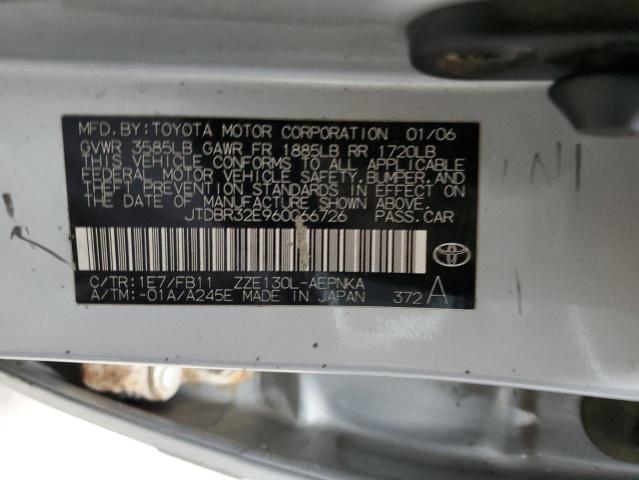 MFD. BY: TOYOTA MOTOR CORPORATION 01/06
GVWR 3585LB GAWR FR 1885LB RR 1720LB
THIS VEHICLE CONFORMS TO ALL APPLICABLE
FEDERAL MOTOR VEHICLE SAFETY, BUMPER, AND
THEFT PREVENTION STANDARDS IN EFFECT ON
THE DATE OF MANUFACTURE SHOWN ABOVE.
JTDBR32E960066726 PASS. CAR
C/TR: 1E7/FB11 ZZE130L-AEPNKA
A/TM: -01A/A245E MADE IN JAPAN 372 A